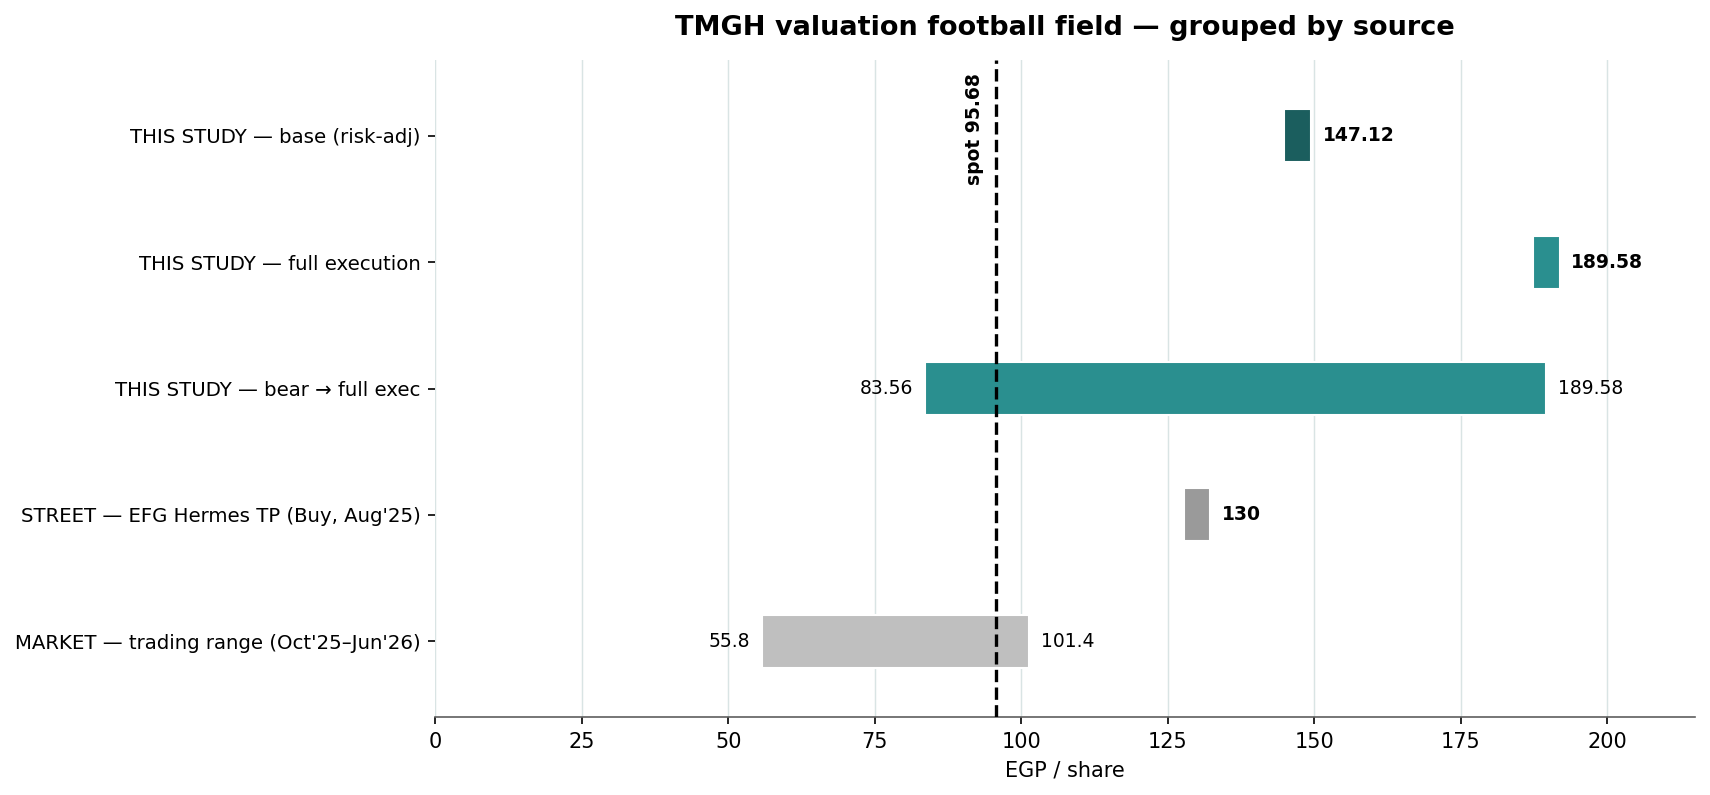 TMGH valuation football field — grouped by source
spot 95.68
THIS STUDY — base (risk-adj)
147.12
THIS STUDY — full execution
189.58
THIS STUDY — bear → full exec
83.56
189.58
STREET — EFG Hermes TP (Buy, Aug'25)
130
MARKET — trading range (Oct'25–Jun'26)
55.8
101.4
0 25 50 75 100 125 150 175 200
EGP / share